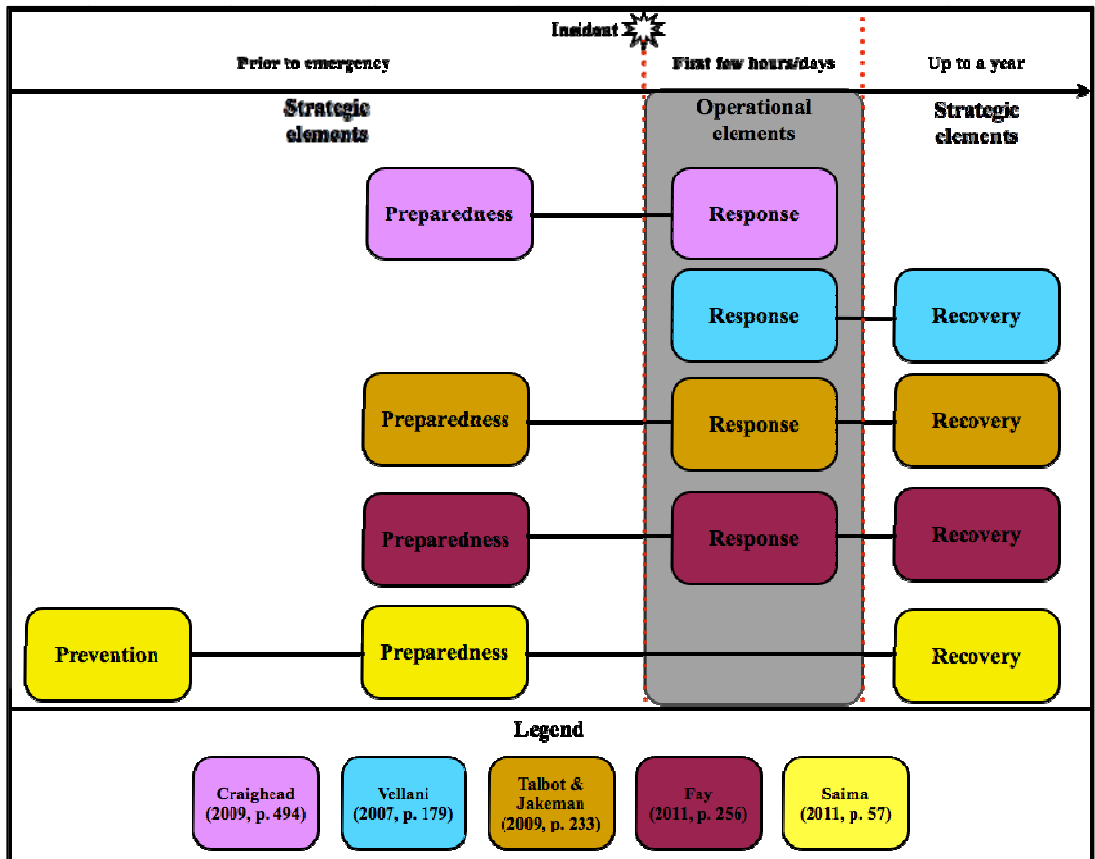 Incident
Prior to emergency
First few hours/days
Up to a year
Strategic
elements
Operational
elements
Strategic
elements
Preparedness
Response
Response
Recovery
Preparedness
Response
Recovery
Preparedness
Response
Recovery
Prevention
Preparedness
Recovery
Legend
Craighead
(2009, p. 494)
Vellani
(2007, p. 179)
Talbot &
Jakeman
(2009, p. 233)
Fay
(2011, p. 256)
Saima
(2011, p. 57)